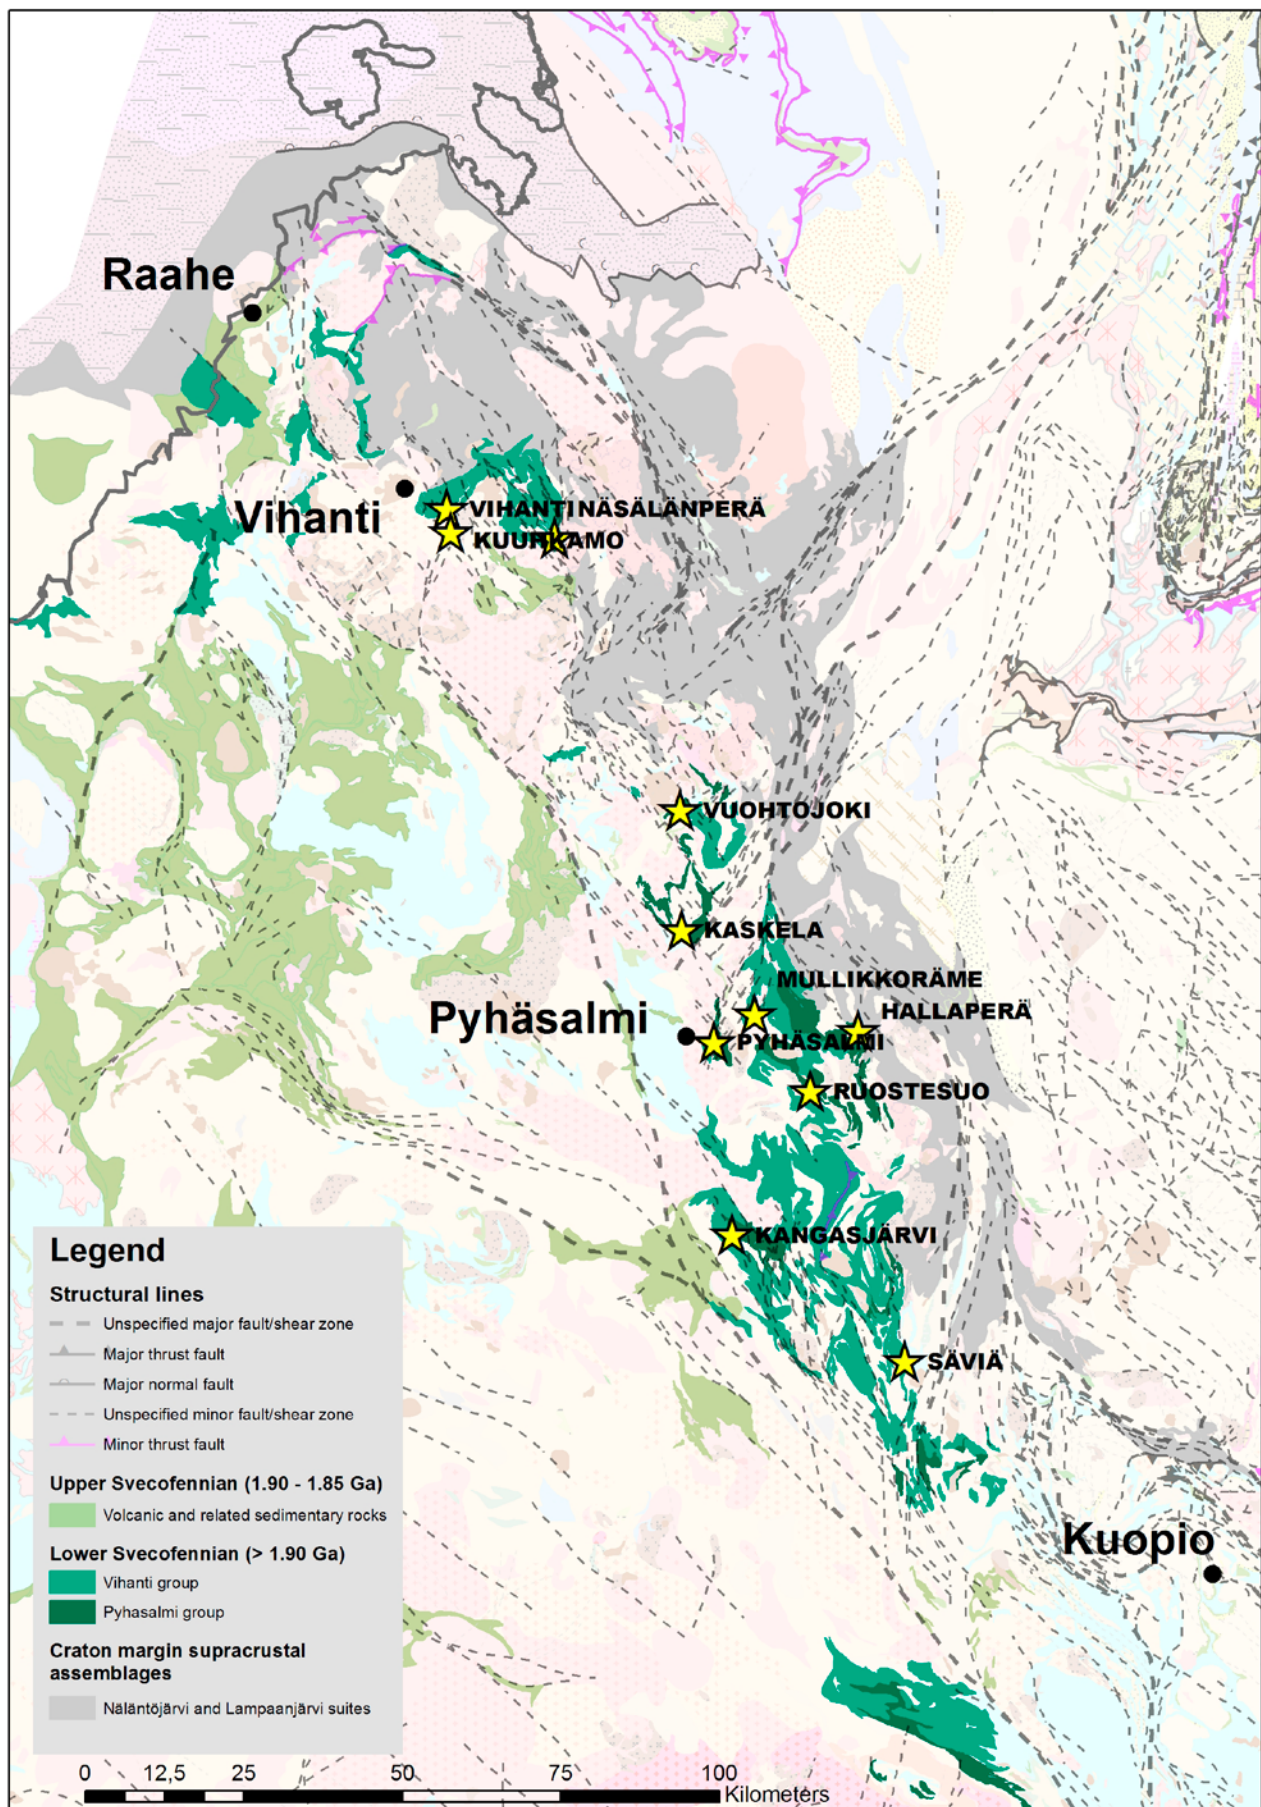 Raahe
Vihanti
VIHANTI NÄSÄLÄNPERÄ
KUURKAMO
VUOHTOJOKI
KASKELA
MULLIKKORÄME
HALLAPERÄ
Pyhäsalmi
PYHÄSALMI
RUOSTESUO
KANGASJÄRVI
SÄVIÄ
Kuopio
Legend
Structural lines
Unspecified major fault/shear zone
Major thrust fault
Major normal fault
Unspecified minor fault/shear zone
Minor thrust fault
Upper Svecofennian (1.90 - 1.85 Ga)
Volcanic and related sedimentary rocks
Lower Svecofennian (> 1.90 Ga)
Vihanti group
Pyhasalmi group
Craton margin supracrustal
assemblages
Näläntöjärvi and Lampaanjärvi suites
0 12,5 25 50 75 100
Kilometers